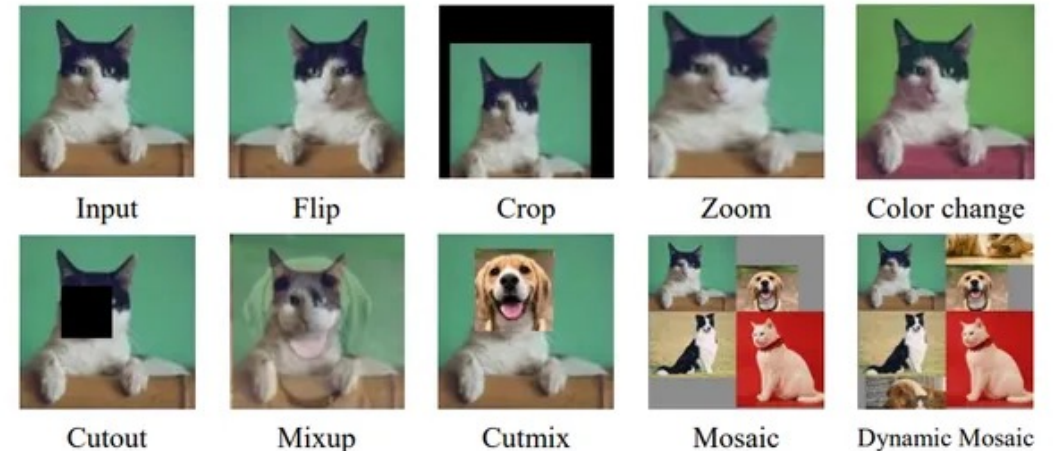 Input
Flip
Crop
Zoom
Color change
Cutout
Mixup
Cutmix
Mosaic
Dynamic Mosaic